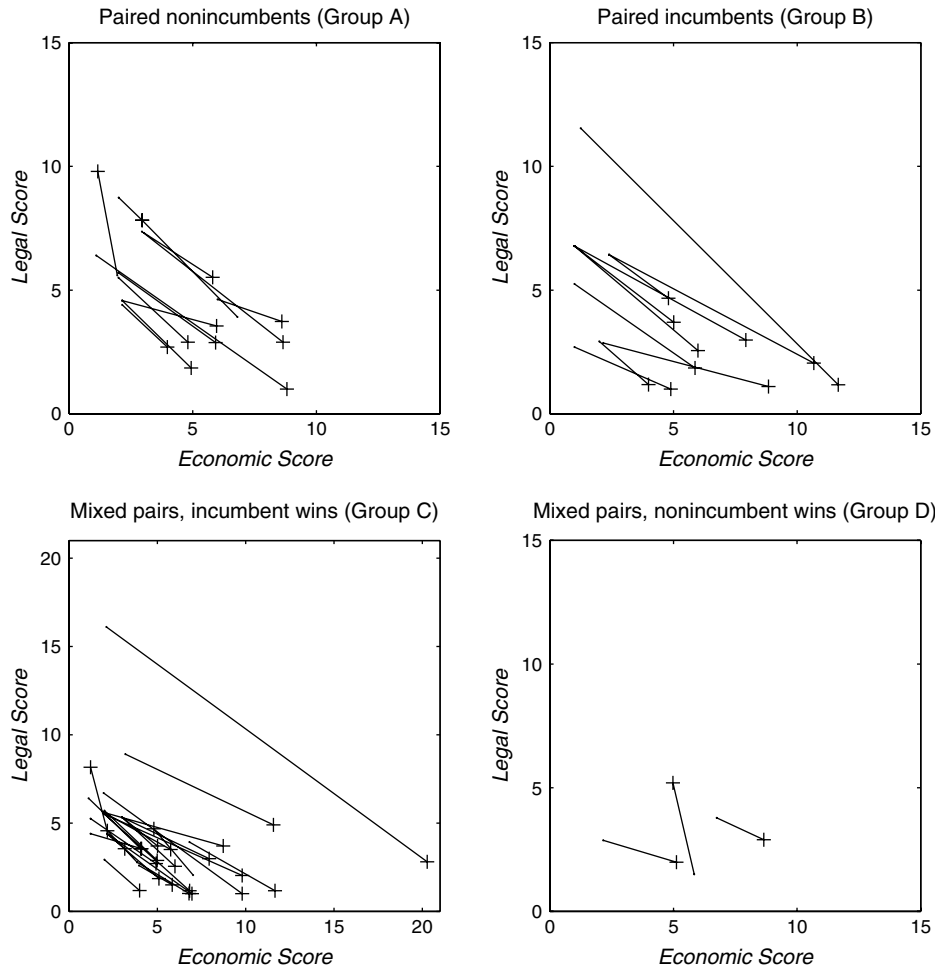 Paired nonincumbents (Group A)
15
10
5
0
Legal Score
0 5 10 15
Economic Score
Paired incumbents (Group B)
15
10
5
0
Legal Score
0 5 10 15
Economic Score
Mixed pairs, incumbent wins (Group C)
20
15
10
5
0
Legal Score
0 5 10 15 20
Economic Score
Mixed pairs, nonincumbent wins (Group D)
15
10
5
0
Legal Score
0 5 10 15
Economic Score